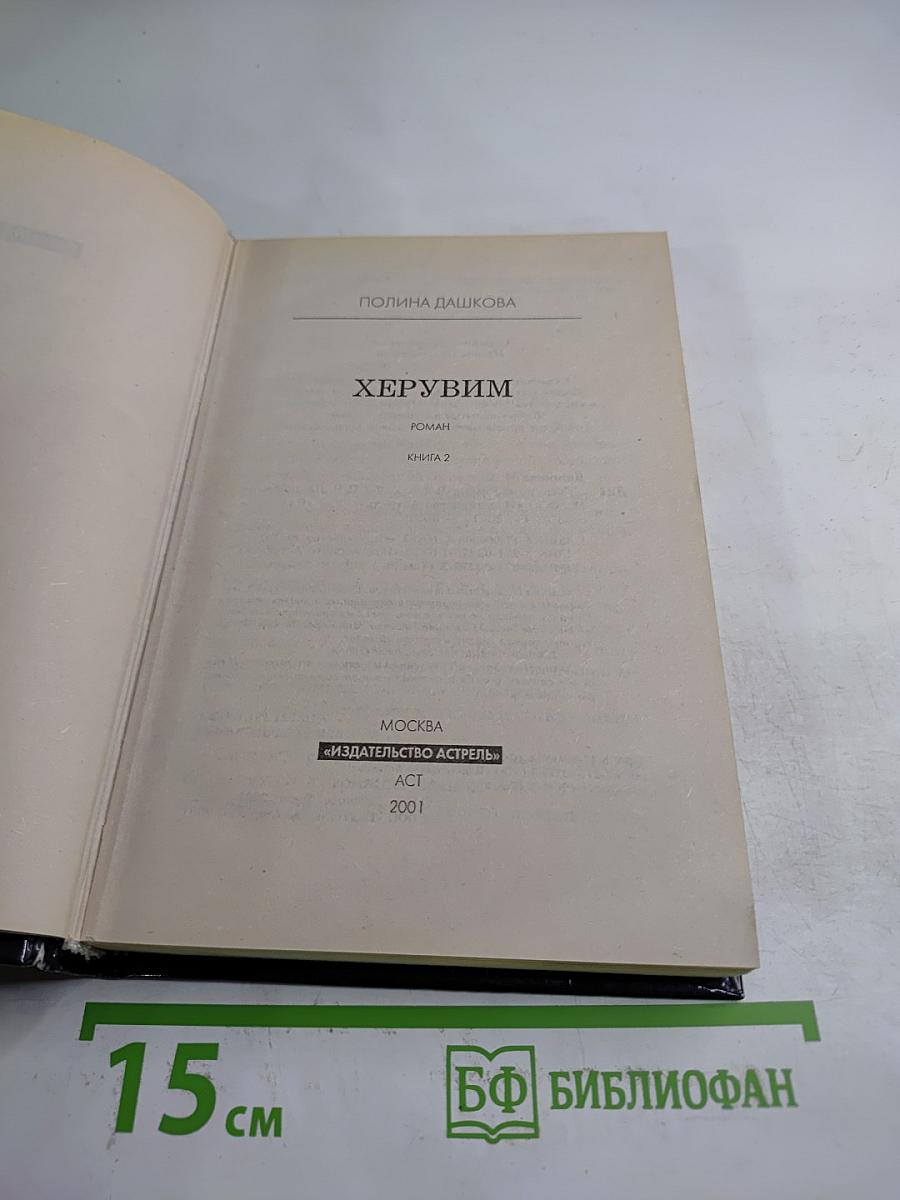 ПОЛИНА ДАШКОВА
ХЕРУВИМ
РОМАН
КНИГА 2
МОСКВА
«ИЗДАТЕЛЬСТВО АСТРЕЛЬ»
АСТ
2001
15 см
БФ БИБЛИОФАН